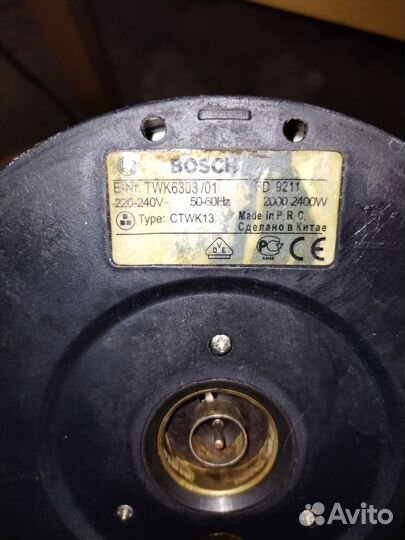 BOSCH
E-Nr. TWK6303/01 FD 9211
220-240V~ 50-60Hz 2000 2400W
Type: CTWK13 Made in P. R. C.
Сделано в Китае
Avito